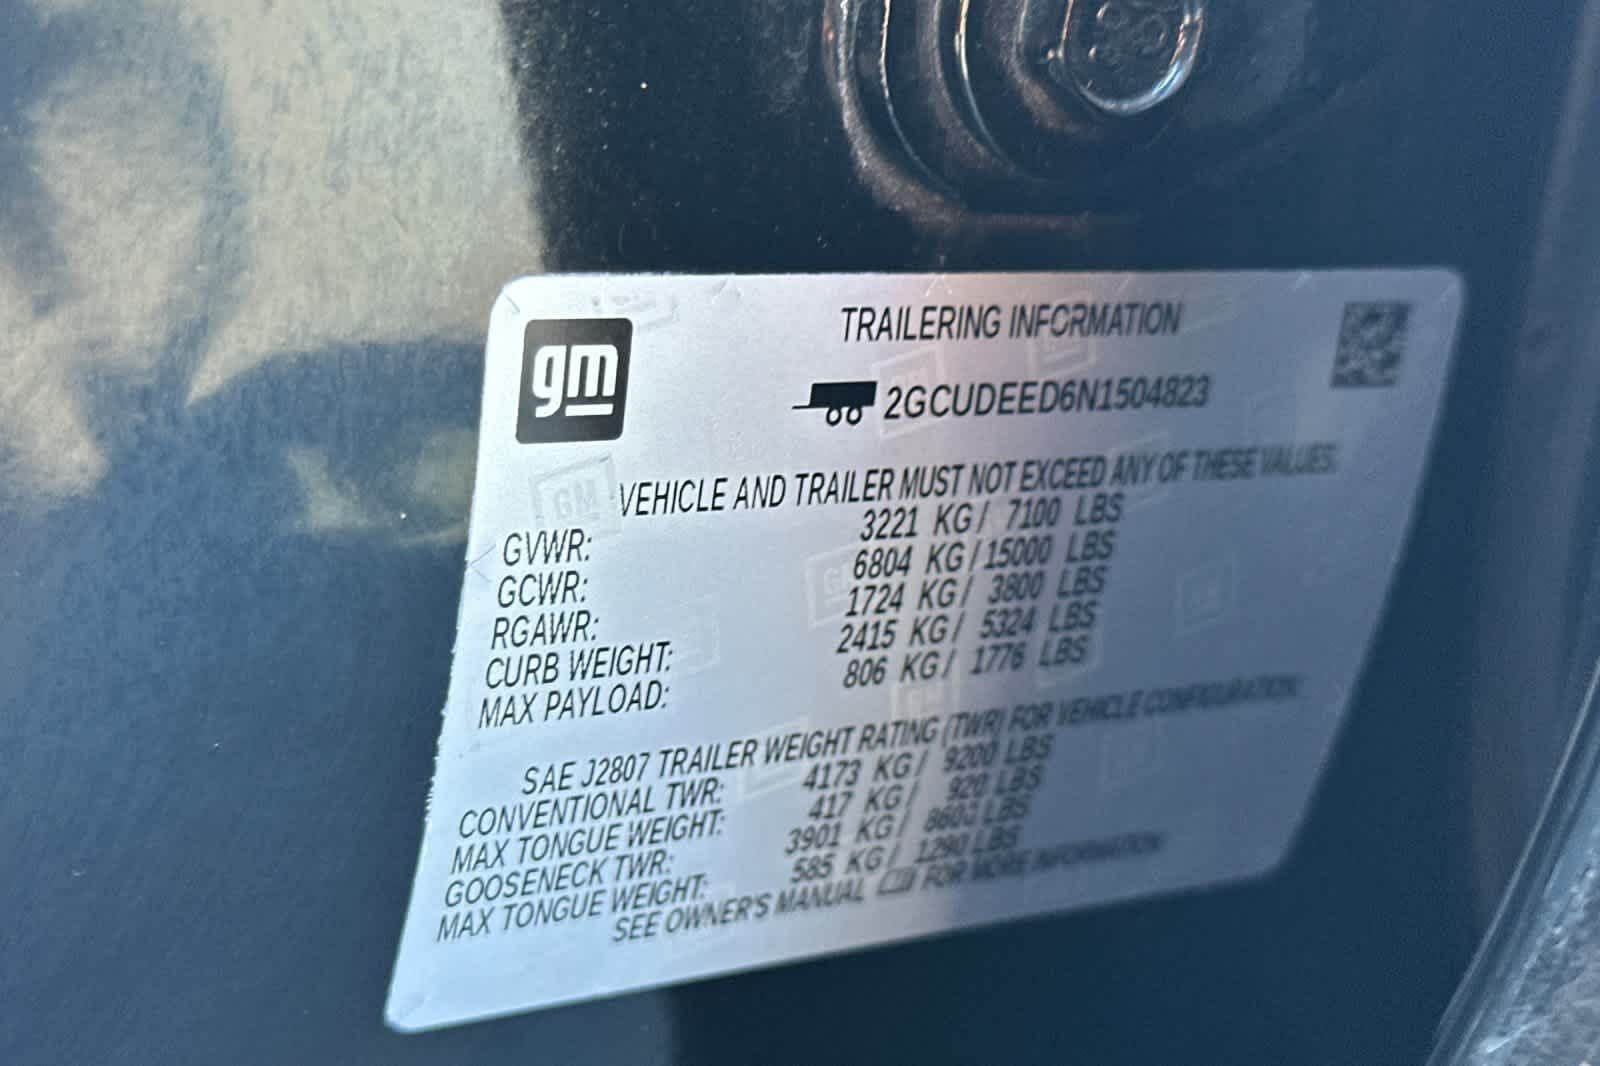 gm
TRAILERING INFORMATION
2GCUDEED6N1504823
VEHICLE AND TRAILER MUST NOT EXCEED ANY OF THESE VALUES.
GVWR: 3221 KG/ 7100 LBS
GCWR: 6804 KG/15000 LBS
RGAWR: 1724 KG/ 3800 LBS
CURB WEIGHT: 2415 KG/ 5324 LBS
MAX PAYLOAD: 806 KG/ 1776 LBS
SAE J2807 TRAILER WEIGHT RATING (TWR) FOR VEHICLE CONFIGURATION.
CONVENTIONAL TWR: 4173 KG/ 9200 LBS
MAX TONGUE WEIGHT: 417 KG/ 920 LBS
GOOSENECK TWR: 3901 KG/ 8600 LBS
MAX TONGUE WEIGHT: 585 KG/ 1290 LBS
SEE OWNER'S MANUAL FOR MORE INFORMATION